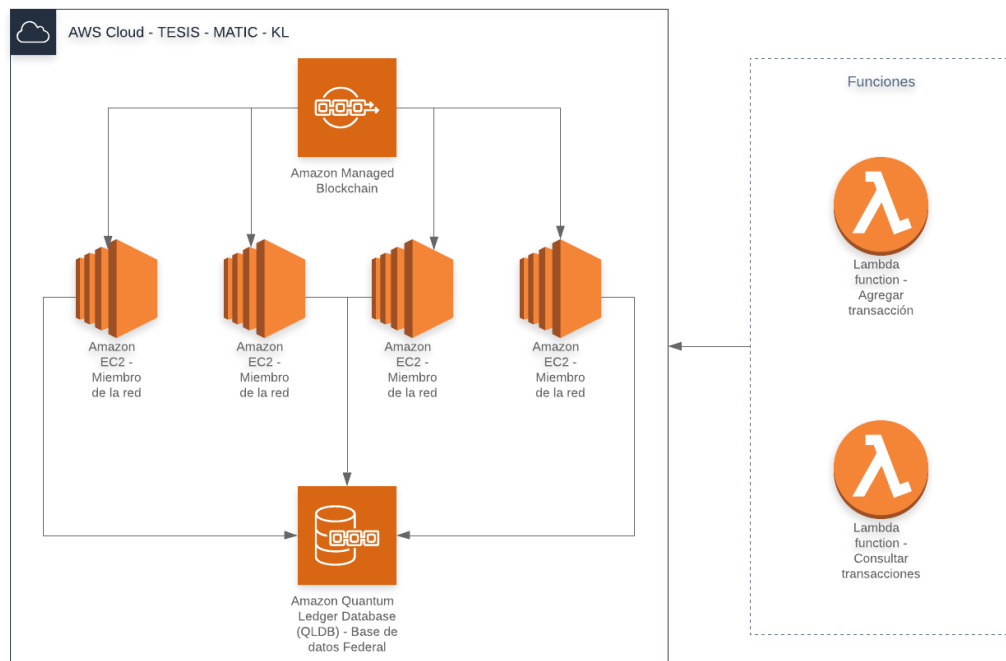 AWS Cloud - TESIS - MATIC - KL
Funciones
Amazon Managed
Blockchain
Lambda
function -
Agregar
transacción
Amazon
EC2 -
Miembro
de la red
Amazon
EC2 -
Miembro
de la red
Amazon
EC2 -
Miembro
de la red
Amazon
EC2 -
Miembro
de la red
Lambda
function -
Consultar
transacciones
Amazon Quantum
Ledger Database
(QLDB) - Base de
datos Federal